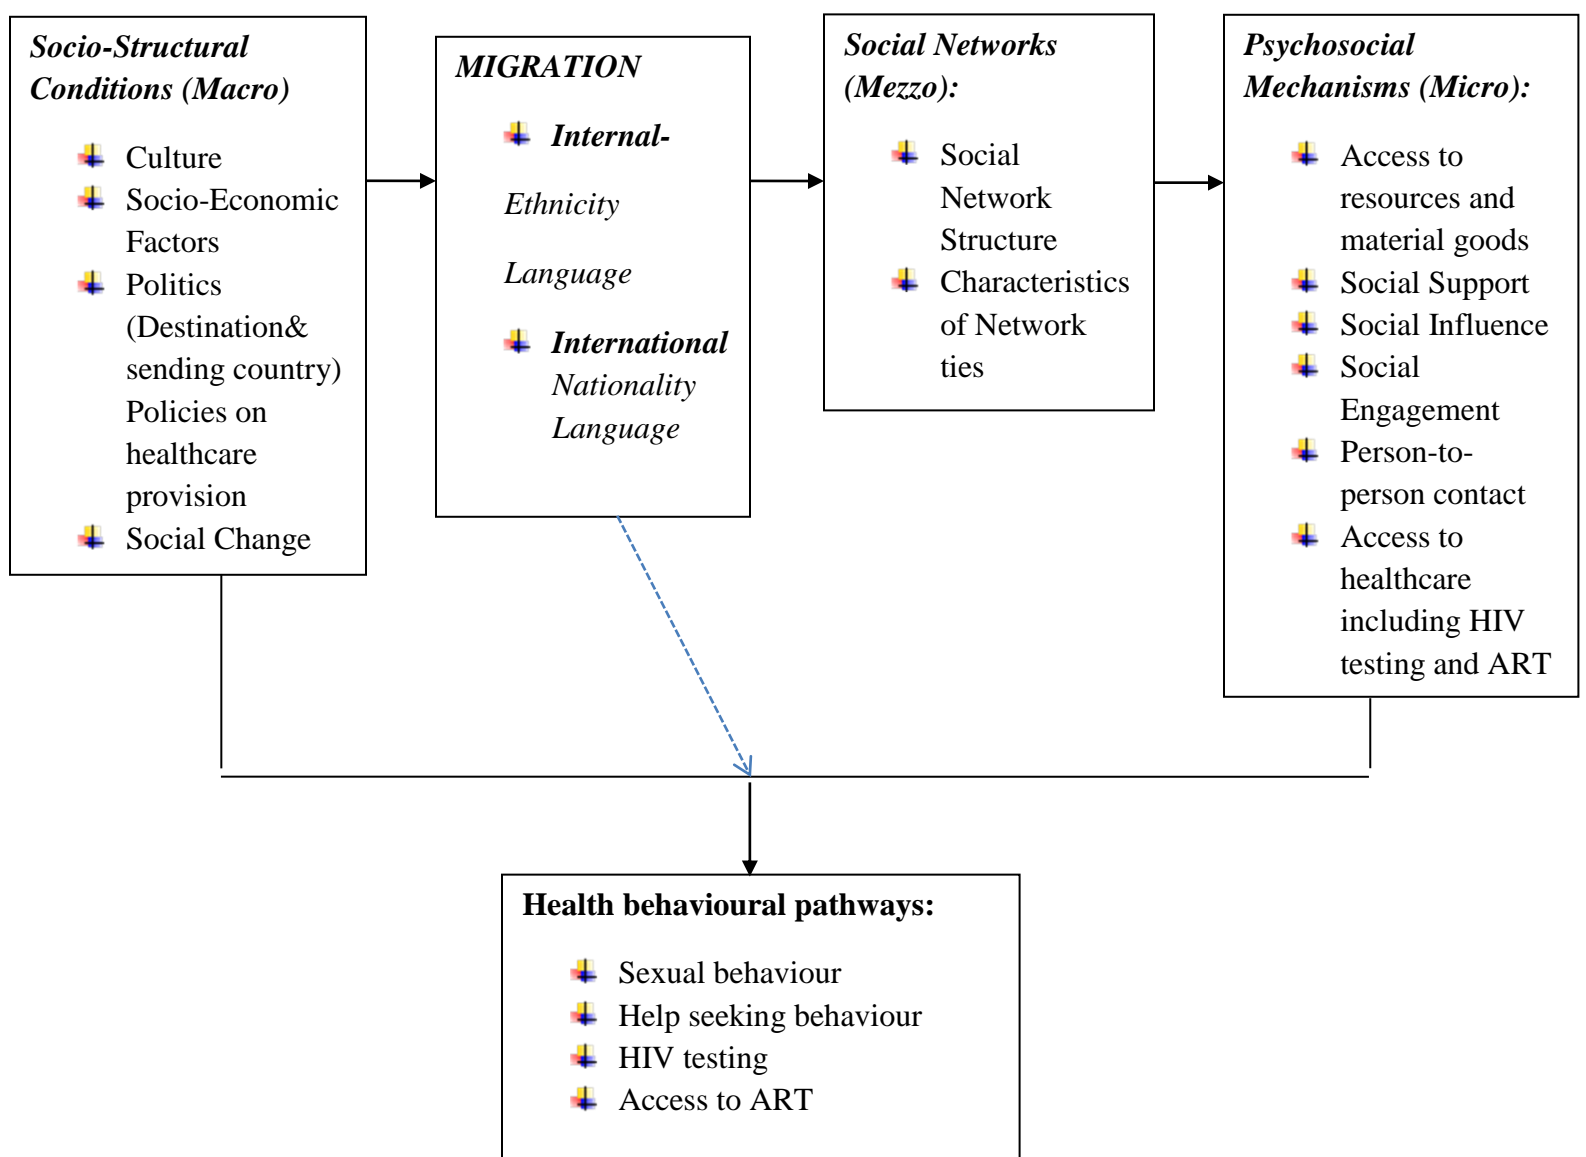 Socio-Structural
Conditions (Macro)
Culture
Socio-Economic
Factors
Politics
(Destination&
sending country)
Policies on
healthcare
provision
Social Change
MIGRATION
Internal-
Ethnicity
Language
International
Nationality
Language
Social Networks
(Mezzo):
Social
Network
Structure
Characteristics
of Network
ties
Psychosocial
Mechanisms (Micro):
Access to
resources and
material goods
Social Support
Social Influence
Social
Engagement
Person-to-
person contact
Access to
healthcare
including HIV
testing and ART
Health behavioural pathways:
Sexual behaviour
Help seeking behaviour
HIV testing
Access to ART